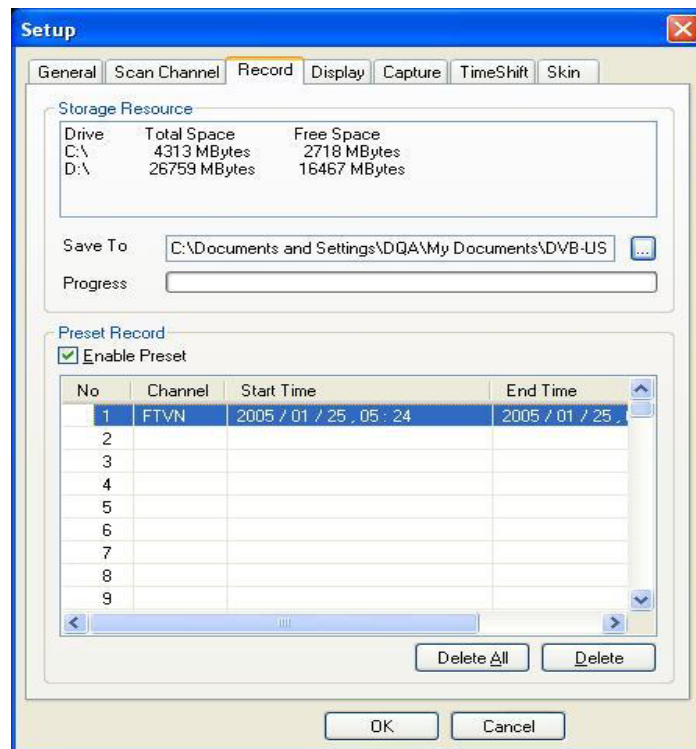 Setup
General Scan Channel Record Display Capture TimeShift Skin
Storage Resource
Drive Total Space Free Space
C:\ 4313 MBytes 2718 MBytes
D:\ 26759 MBytes 16467 MBytes
Save To C:\Documents and Settings\DQA\My Documents\DVB-US ...
Progress
Preset Record
Enable Preset
No Channel Start Time End Time
1 FTVN 2005 / 01 / 25 , 05 : 24 2005 / 01 / 25 ,
2
3
4
5
6
7
8
9
Delete All Delete
OK Cancel